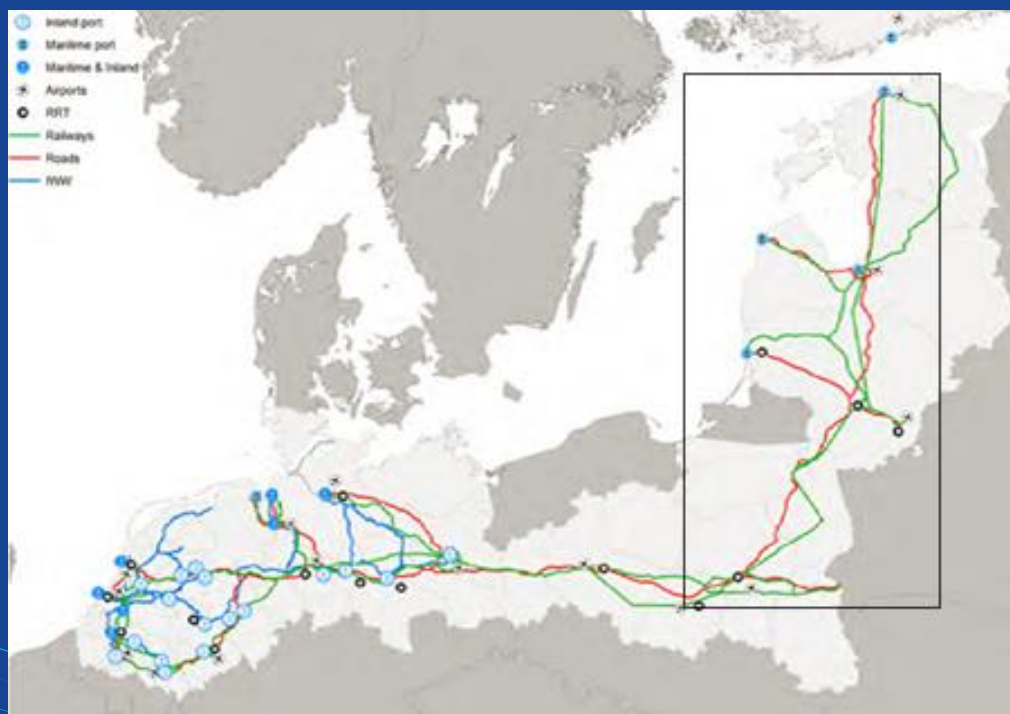 Inland port
Maritime port
Maritime & Inland
Airports
RRT
Railways
Roads
IWW